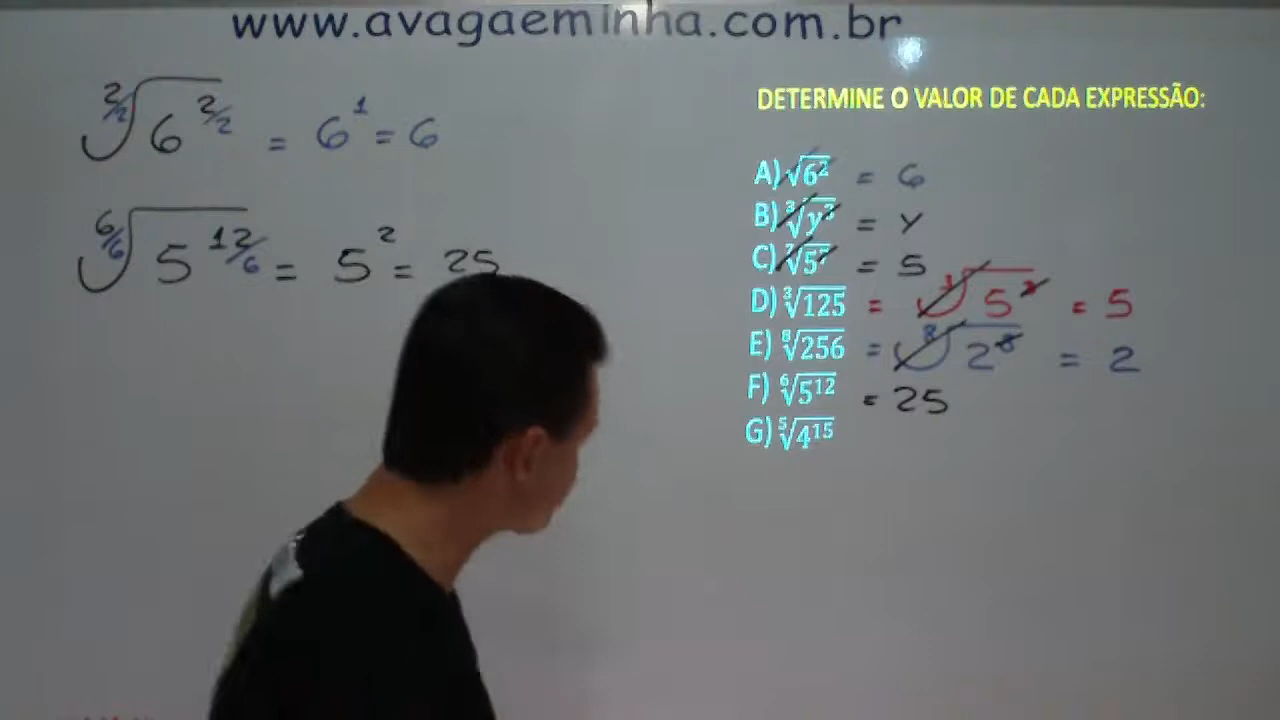 www.avagaeminha.com.br
²/₂√6^2/2 = 6¹ = 6
⁶/₆√5^12/6 = 5² = 25
DETERMINE O VALOR DE CADA EXPRESSÃO:
A) √6² = 6
B) ³√y³ = y
C) ⁷√5⁷ = 5
D) ³√125 = ³√5³ = 5
E) ⁸√256 = ⁸√2⁸ = 2
F) ⁶√5¹² = 25
G) ⁵√4¹⁵